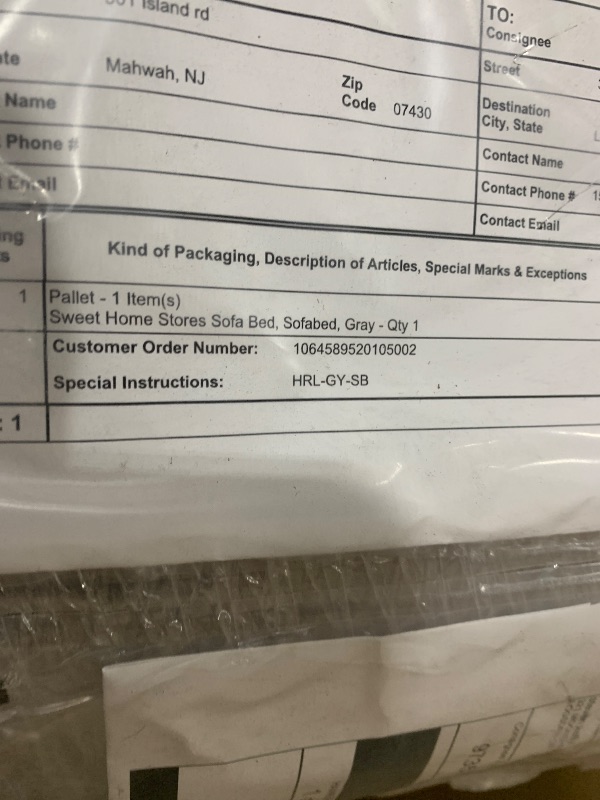 Island rd
TO:
Consignee
Street
Mahwah, NJ
Zip
Code 07430
Destination
City, State
Name
Phone #
Email
Contact Name
Contact Phone #
Contact Email
Kind of Packaging, Description of Articles, Special Marks & Exceptions
1 Pallet - 1 Item(s)
Sweet Home Stores Sofa Bed, Sofabed, Gray - Qty 1
Customer Order Number: 1064589520105002
Special Instructions: HRL-GY-SB
: 1